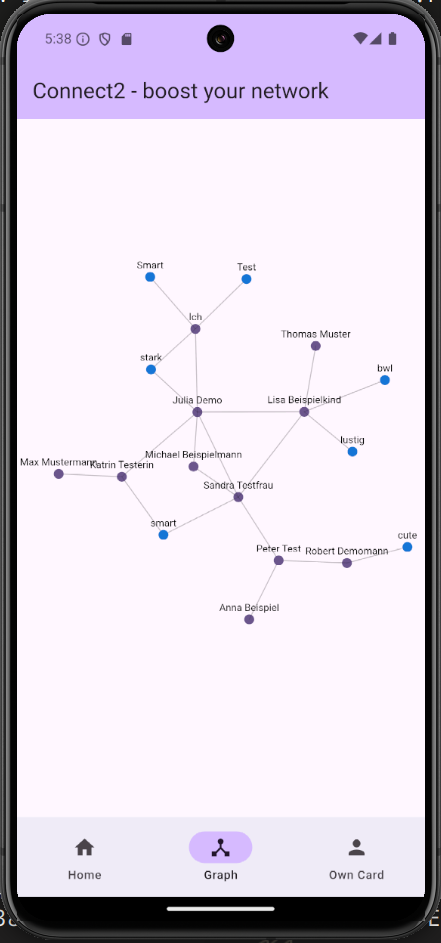 5:38
Connect2 - boost your network
Smart
Test
Ich
Thomas Muster
stark
bwl
Julia Demo
Lisa Beispielkind
lustig
Michael Beispielmann
Max Mustermann
Katrin Testerin
Sandra Testfrau
smart
cute
Peter Test
Robert Demomann
Anna Beispiel
Home
Graph
Own Card